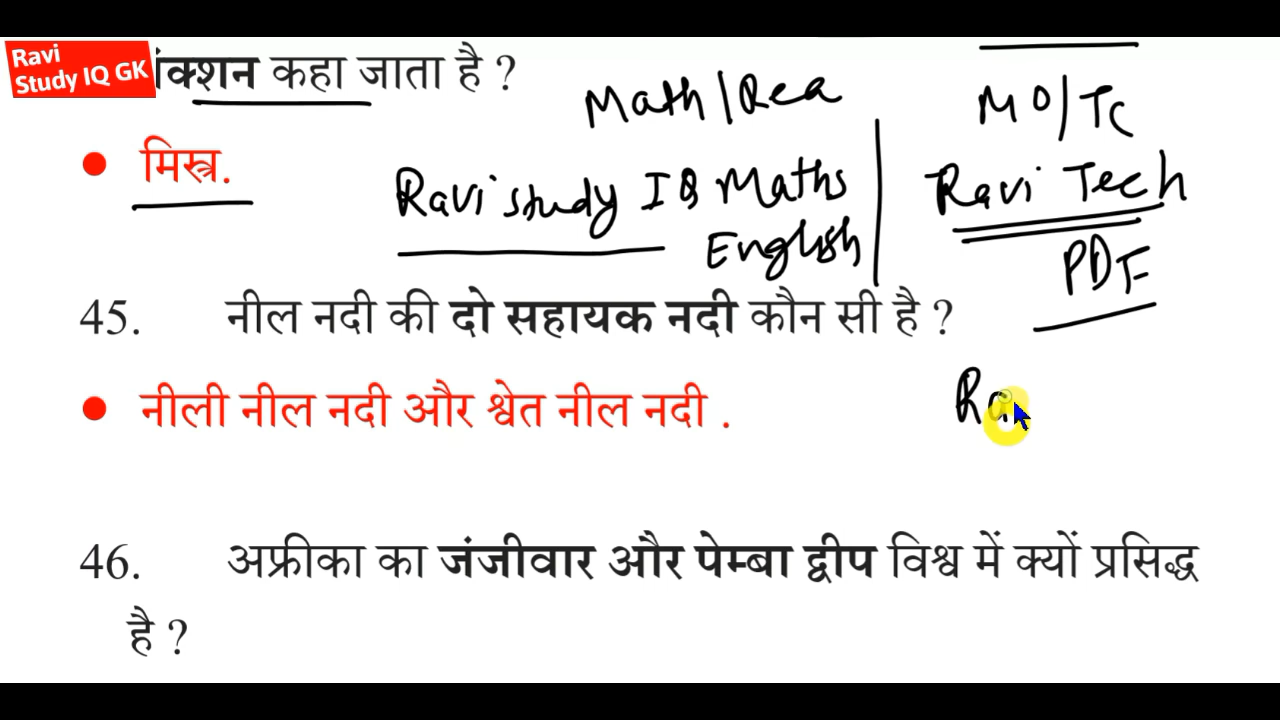 Ravi
Study IQ GK
क्शन कहा जाता है ?
Math/Rea
MO/TC
मिस्त्र.
Ravi study IQ Maths
English
Ravi Tech
PDF
45. नीली नदी की दो सहायक नदी कौन सी है ?
नीली नील नदी और श्वेत नील नदी .
Ra
46. अफ्रीका का जंजीवार और पेम्बा द्वीप विश्व में क्यों प्रसिद्ध
है ?